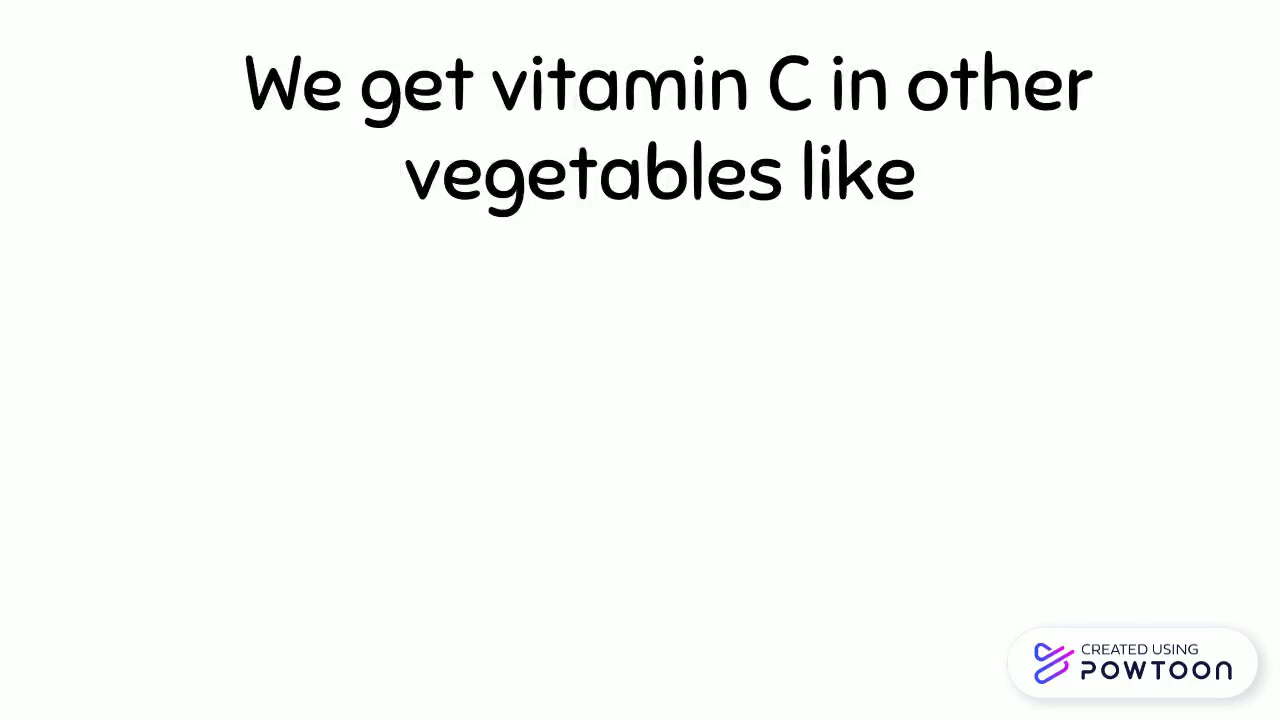 We get vitamin C in other
vegetables like
CREATED USING
POWTOON